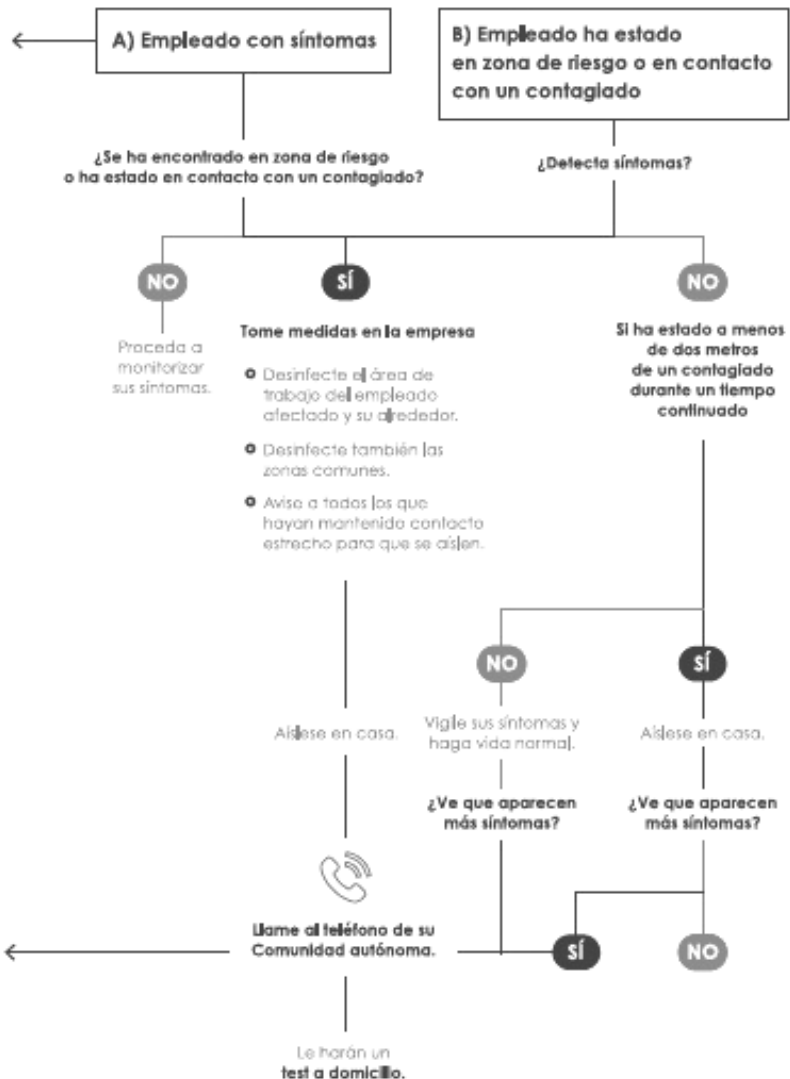 A) Empleado con síntomas
B) Empleado ha estado
en zona de riesgo o en contacto
con un contagiado
¿Se ha encontrado en zona de riesgo
o ha estado en contacto con un contagiado?
¿Detecta síntomas?
NO
SÍ
NO
Proceda a
monitorizar
sus síntomas.
Tome medidas en la empresa
Desinfecte el área de
trabajo del empleado
afectado y su alrededor.
Desinfecte también las
zonas comunes.
Avise a todos los que
hayan mantenido contacto
estrecho para que se aíslen.
Si ha estado a menos
de dos metros
de un contagiado
durante un tiempo
continuado
NO
SÍ
Aíslese en casa.
Vigile sus síntomas y
haga vida normal.
Aíslese en casa.
¿Ve que aparecen
más síntomas?
¿Ve que aparecen
más síntomas?
Llame al teléfono de su
Comunidad autónoma.
SÍ
NO
Le harán un
test a domicilio.